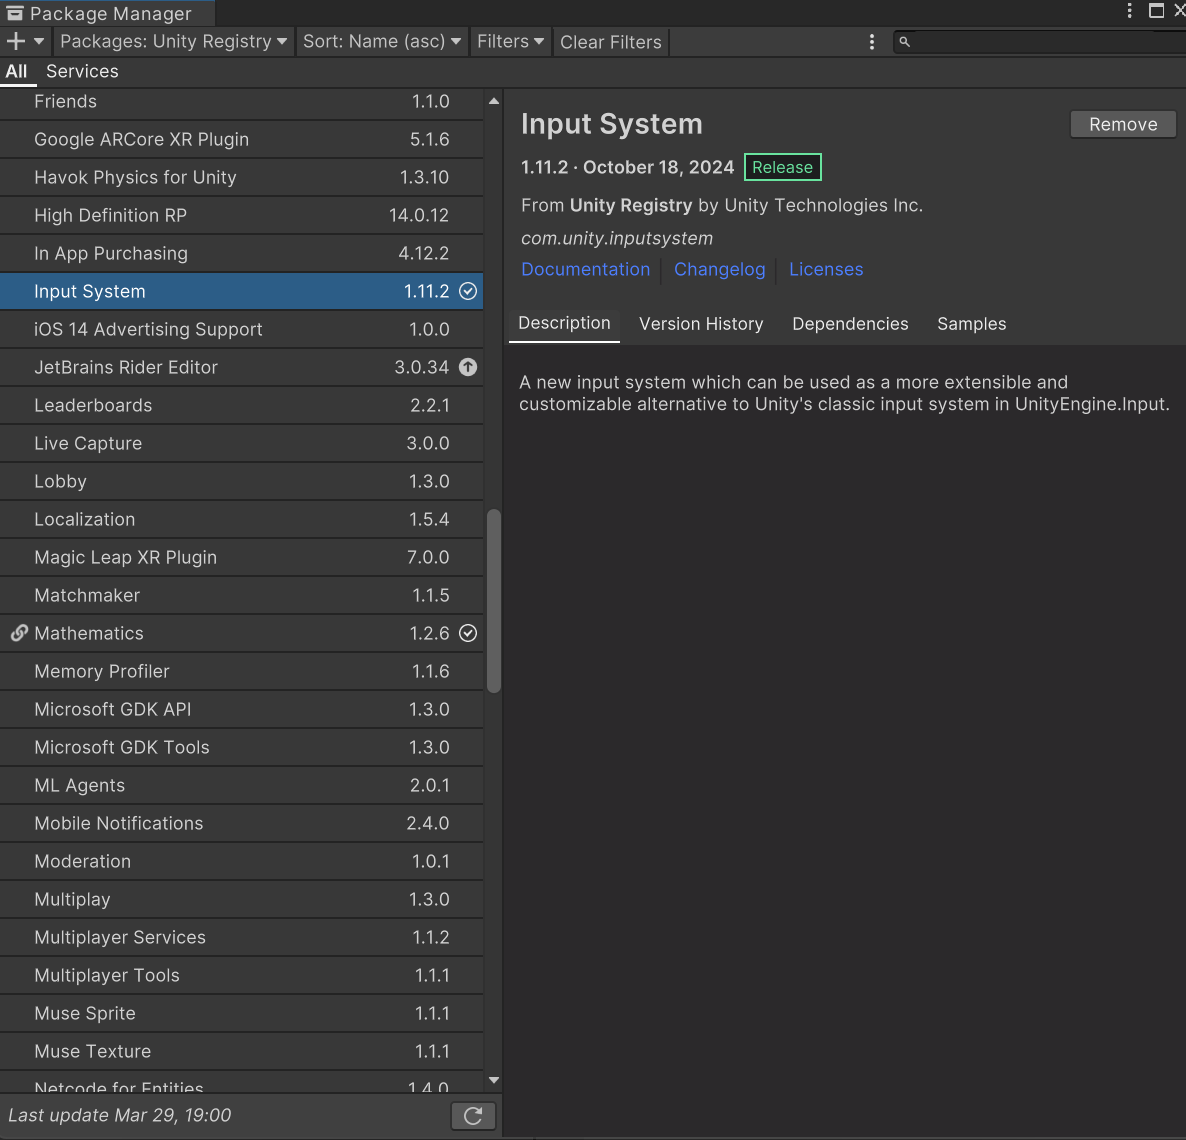 Package Manager
Packages: Unity Registry
Sort: Name (asc)
Filters
Clear Filters
All
Services
Friends 1.1.0
Google ARCore XR Plugin 5.1.6
Havok Physics for Unity 1.3.10
High Definition RP 14.0.12
In App Purchasing 4.12.2
Input System 1.11.2
iOS 14 Advertising Support 1.0.0
JetBrains Rider Editor 3.0.34
Leaderboards 2.2.1
Live Capture 3.0.0
Lobby 1.3.0
Localization 1.5.4
Magic Leap XR Plugin 7.0.0
Matchmaker 1.1.5
Mathematics 1.2.6
Memory Profiler 1.1.6
Microsoft GDK API 1.3.0
Microsoft GDK Tools 1.3.0
ML Agents 2.0.1
Mobile Notifications 2.4.0
Moderation 1.0.1
Multiplay 1.3.0
Multiplayer Services 1.1.2
Multiplayer Tools 1.1.1
Muse Sprite 1.1.1
Muse Texture 1.1.1
Netcode for Entities 1.4.0
Last update Mar 29, 19:00
Input System
Remove
1.11.2 · October 18, 2024 Release
From Unity Registry by Unity Technologies Inc.
com.unity.inputsystem
Documentation
Changelog
Licenses
Description
Version History
Dependencies
Samples
A new input system which can be used as a more extensible and
customizable alternative to Unity's classic input system in UnityEngine.Input.